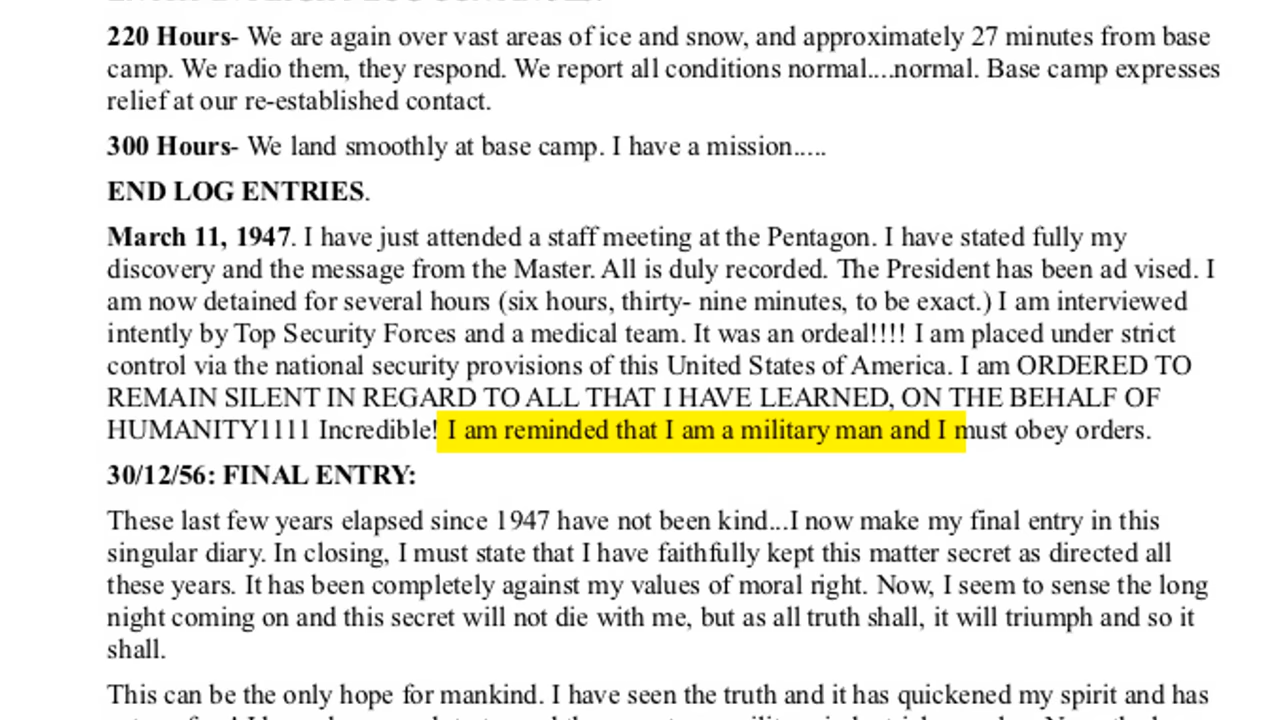 220 Hours- We are again over vast areas of ice and snow, and approximately 27 minutes from base
camp. We radio them, they respond. We report all conditions normal....normal. Base camp expresses
relief at our re-established contact.
300 Hours- We land smoothly at base camp. I have a mission.....
END LOG ENTRIES.
March 11, 1947. I have just attended a staff meeting at the Pentagon. I have stated fully my
discovery and the message from the Master. All is duly recorded. The President has been ad vised. I
am now detained for several hours (six hours, thirty- nine minutes, to be exact.) I am interviewed
intently by Top Security Forces and a medical team. It was an ordeal!!!! I am placed under strict
control via the national security provisions of this United States of America. I am ORDERED TO
REMAIN SILENT IN REGARD TO ALL THAT I HAVE LEARNED, ON THE BEHALF OF
HUMANITY1111 Incredible! I am reminded that I am a military man and I must obey orders.
30/12/56: FINAL ENTRY:
These last few years elapsed since 1947 have not been kind...I now make my final entry in this
singular diary. In closing, I must state that I have faithfully kept this matter secret as directed all
these years. It has been completely against my values of moral right. Now, I seem to sense the long
night coming on and this secret will not die with me, but as all truth shall, it will triumph and so it
shall.
This can be the only hope for mankind. I have seen the truth and it has quickened my spirit and has